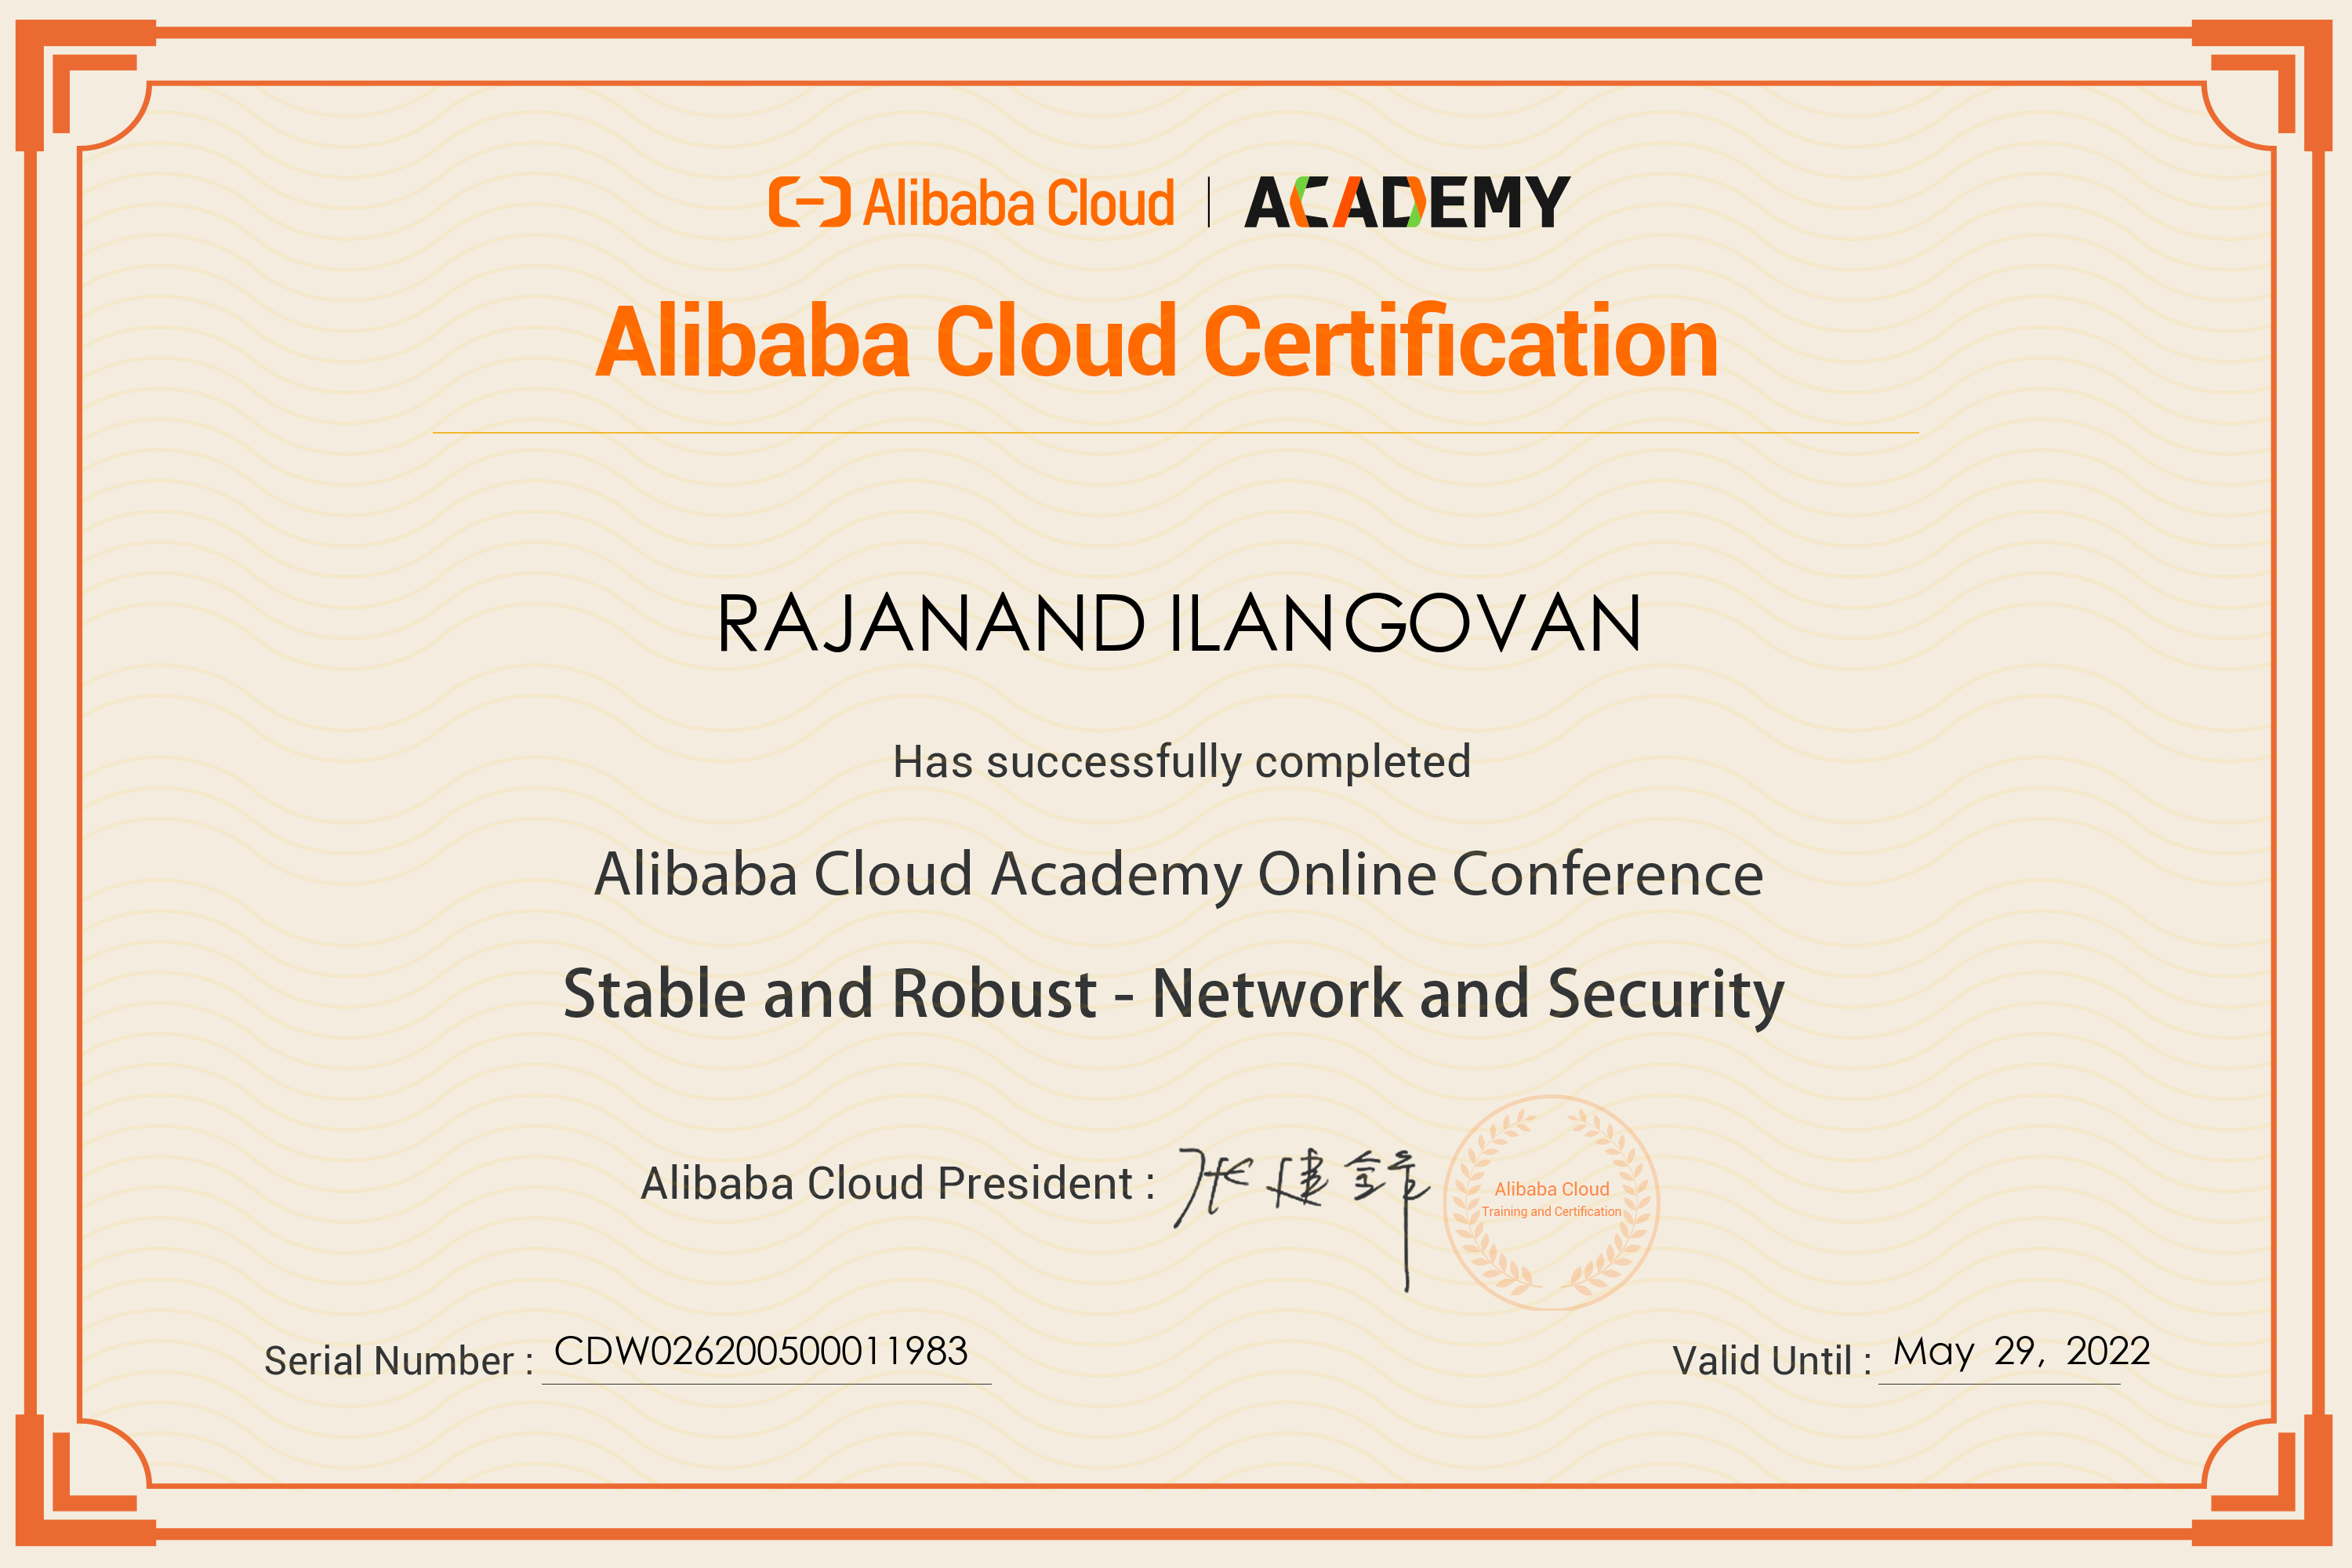 Alibaba Cloud | ACADEMY
Alibaba Cloud Certification
RAJANAND ILANGOVAN
Has successfully completed
Alibaba Cloud Academy Online Conference
Stable and Robust - Network and Security
Alibaba Cloud President : 张建锋
Alibaba Cloud
Training and Certification
Serial Number : CDW026200500011983
Valid Until : May 29, 2022